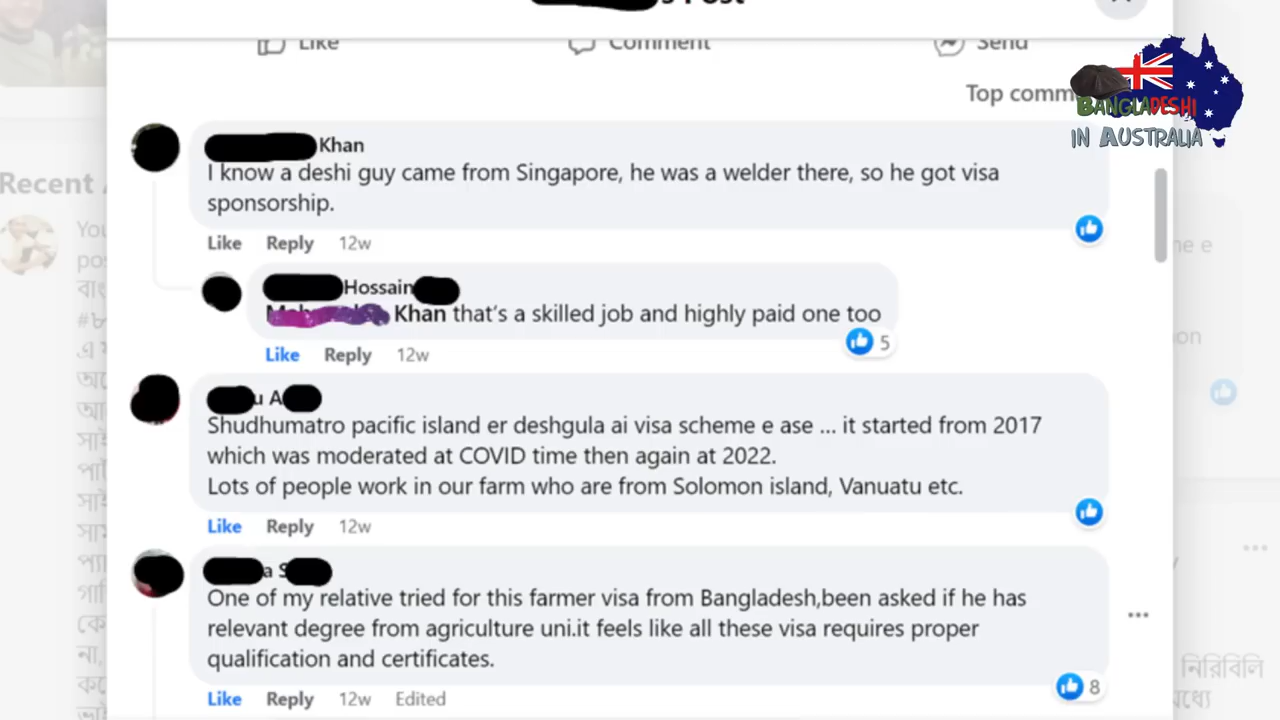 's Post
Like Comment Send
Top comm
BANGLADESHI
IN AUSTRALIA
Khan
I know a deshi guy came from Singapore, he was a welder there, so he got visa
sponsorship.
Like Reply 12w
Hossain
Khan that's a skilled job and highly paid one too
5
Like Reply 12w
u A
Shudhumatro pacific island er deshgula ai visa scheme e ase ... it started from 2017
which was moderated at COVID time then again at 2022.
Lots of people work in our farm who are from Solomon island, Vanuatu etc.
Like Reply 12w
a S
One of my relative tried for this farmer visa from Bangladesh,been asked if he has
relevant degree from agriculture uni.it feels like all these visa requires proper
qualification and certificates.
8
Like Reply 12w Edited
Recent
নিরিবিলি